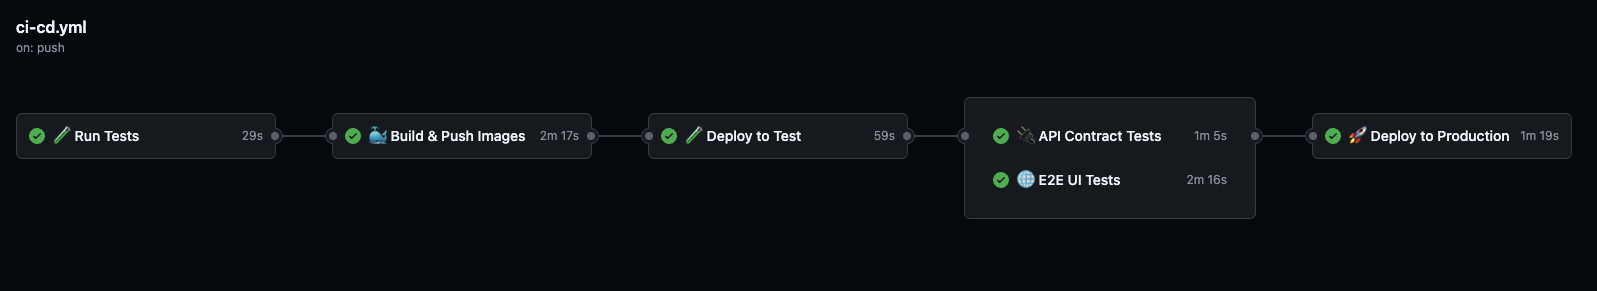 ci-cd.yml
on: push
Run Tests 29s
Build & Push Images 2m 17s
Deploy to Test 59s
API Contract Tests 1m 5s
E2E UI Tests 2m 16s
Deploy to Production 1m 19s